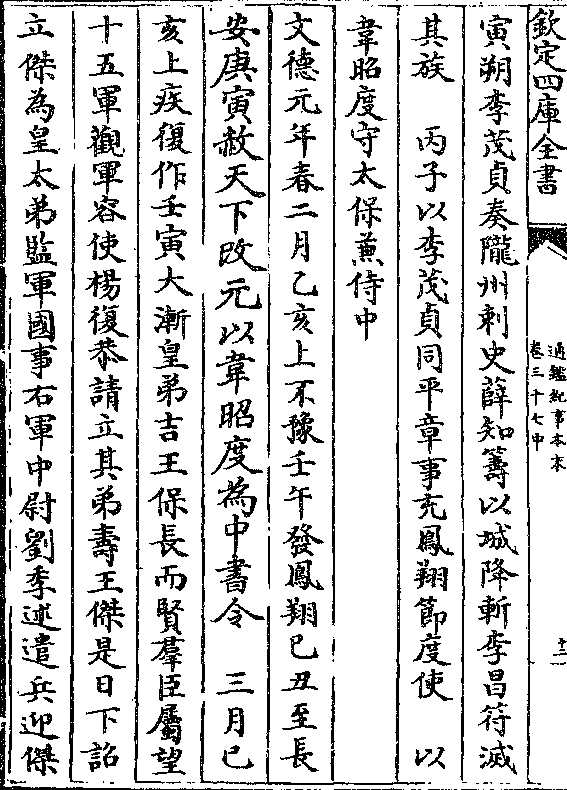 欽定四庫全書
通鑑紀事本末
卷三十七中
十二
寅朔李茂貞奏隴州刺史薛知籌以城降斬李昌符滅
其族 丙子以李茂貞同平章事充鳳翔節度使 以
韋昭度守太保兼侍中
文德元年春二月乙亥上不豫壬午發鳳翔已丑至長
安庚寅赦天下改元以韋昭度為中書令 三月已
亥上疾復作壬寅大漸皇弟吉王保長而賢羣臣屬望
十五軍觀軍容使楊復恭請立其弟壽王傑是日下詔
立傑為皇太弟監軍國事右軍中尉劉季述遣兵迎傑